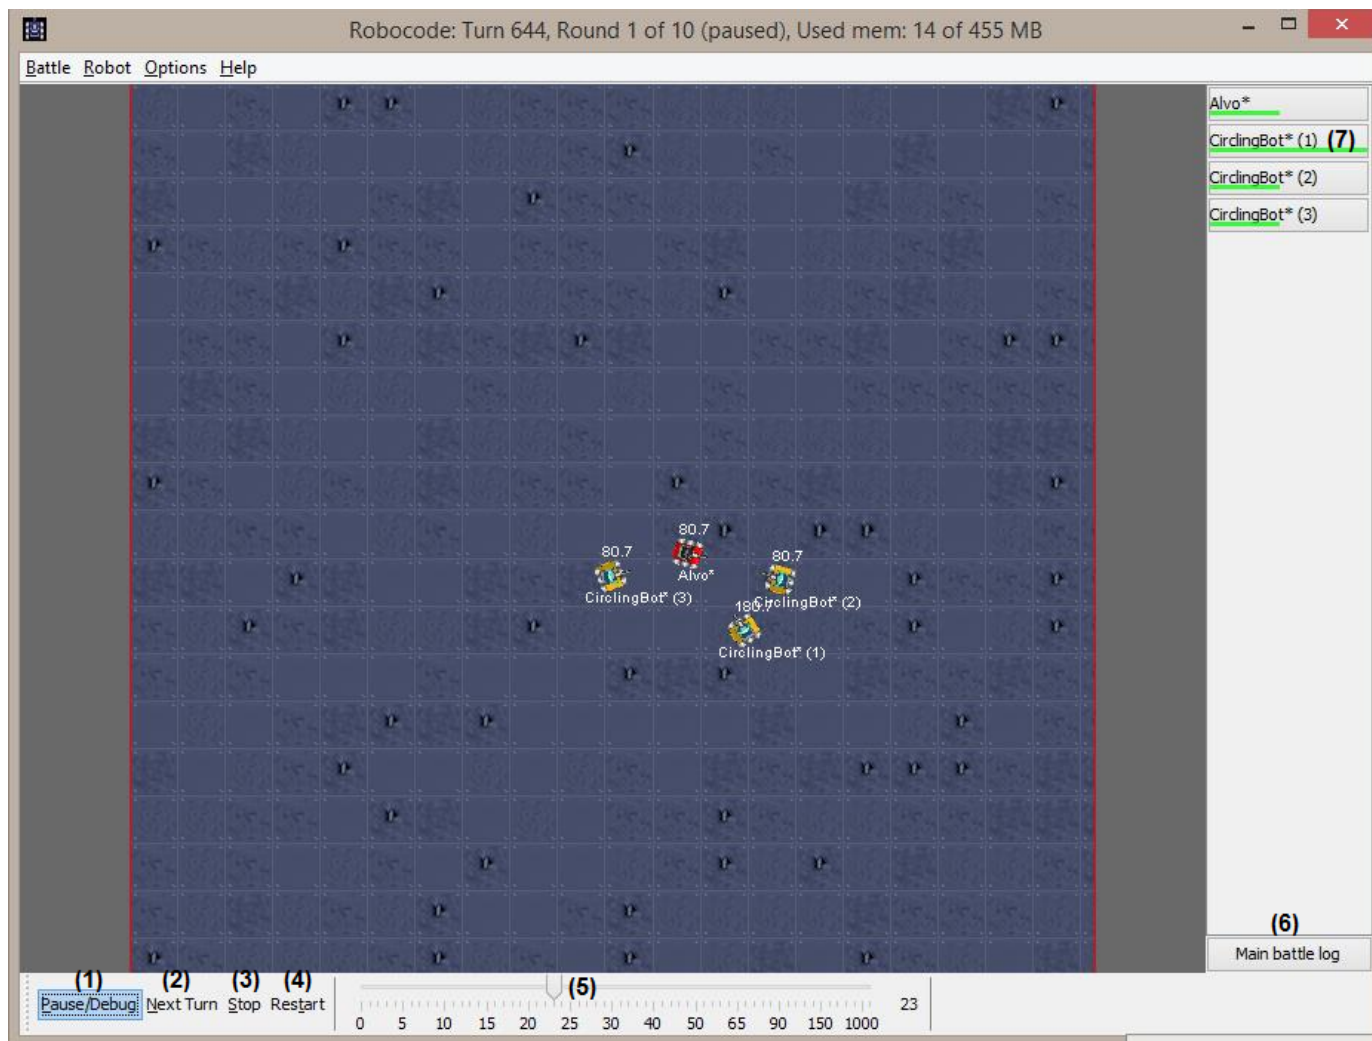 Robocode: Turn 644, Round 1 of 10 (paused), Used mem: 14 of 455 MB
Battle Robot Options Help
Alvo*
CirclingBot* (1) (7)
CirclingBot* (2)
CirclingBot* (3)
80.7
Alvo*
80.7
CirclingBot* (3)
80.7
CirclingBot* (2)
180.7
CirclingBot* (1)
(6)
Main battle log
(1) (2) (3) (4) (5)
Pause/Debug Next Turn Stop Restart 23
0 5 10 15 20 25 30 40 50 65 90 150 1000